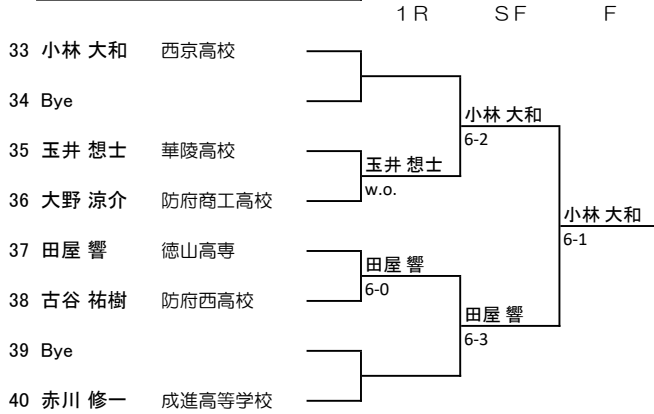 1R SF F
33 小林 大和 西京高校
34 Bye
小林 大和
6-2
35 玉井 想士 華陵高校
玉井 想士
w.o.
36 大野 涼介 防府商工高校
小林 大和
6-1
37 田屋 響 徳山高専
田屋 響
6-0
38 古谷 祐樹 防府西高校
田屋 響
6-3
39 Bye
40 赤川 修一 成進高等学校